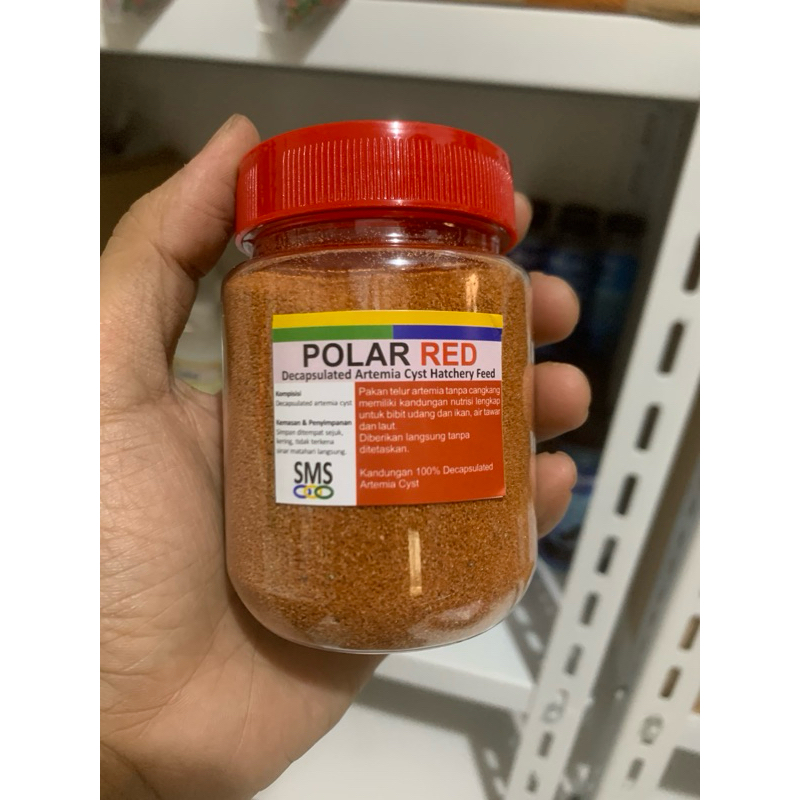 POLAR RED
Decapsulated Artemia Cyst Hatchery Feed
Kompisisi
Decapsulated artemia cyst
Kemasan & Penyimpanan
Simpan ditempat sejuk,
kering, tidak terkena
sinar matahari langsung.
SMS
Pakan telur artemia tanpa cangkang
memiliki kandungan nutrisi lengkap
untuk bibit udang dan ikan, air tawar
dan laut.
Diberikan langsung tanpa
ditetaskan.
Kandungan 100% Decapsulated
Artemia Cyst